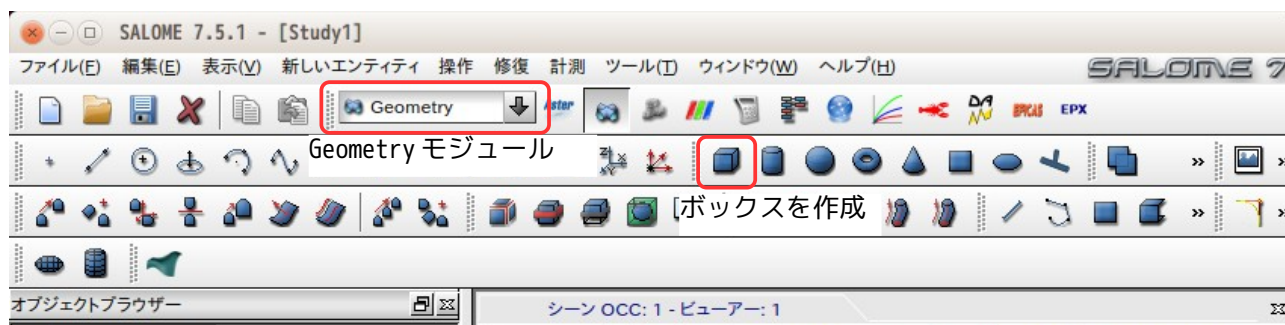 SALOME 7.5.1 - [Study1]
ファイル(F) 編集(E) 表示(V) 新しいエンティティ 操作 修復 計測 ツール(T) ウィンドウ(W) ヘルプ(H) SALOME 7
Geometry Aster EFICAS EPX
Geometry モジュール
ボックスを作成
オブジェクトブラウザー シーン OCC: 1 - ビューアー: 1